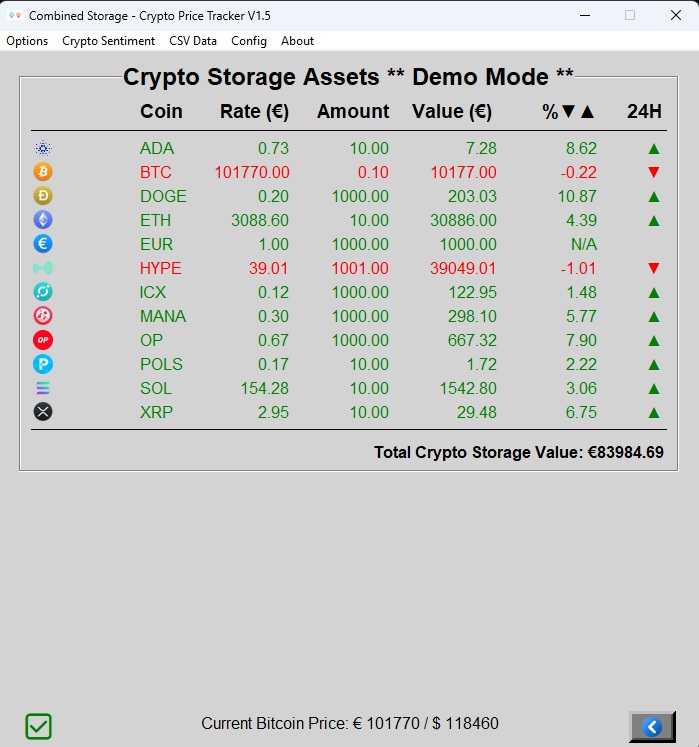 Combined Storage - Crypto Price Tracker V1.5
Options Crypto Sentiment CSV Data Config About
Crypto Storage Assets ** Demo Mode **
Coin Rate (€) Amount Value (€) %▼▲ 24H
ADA 0.73 10.00 7.28 8.62 ▲
BTC 101770.00 0.10 10177.00 -0.22 ▼
DOGE 0.20 1000.00 203.03 10.87 ▲
ETH 3088.60 10.00 30886.00 4.39 ▲
EUR 1.00 1000.00 1000.00 N/A
HYPE 39.01 1001.00 39049.01 -1.01 ▼
ICX 0.12 1000.00 122.95 1.48 ▲
MANA 0.30 1000.00 298.10 5.77 ▲
OP OP 0.67 1000.00 667.32 7.90 ▲
POLS 0.17 10.00 1.72 2.22 ▲
SOL 154.28 10.00 1542.80 3.06 ▲
XRP 2.95 10.00 29.48 6.75 ▲
Total Crypto Storage Value: €83984.69
Current Bitcoin Price: € 101770 / $ 118460